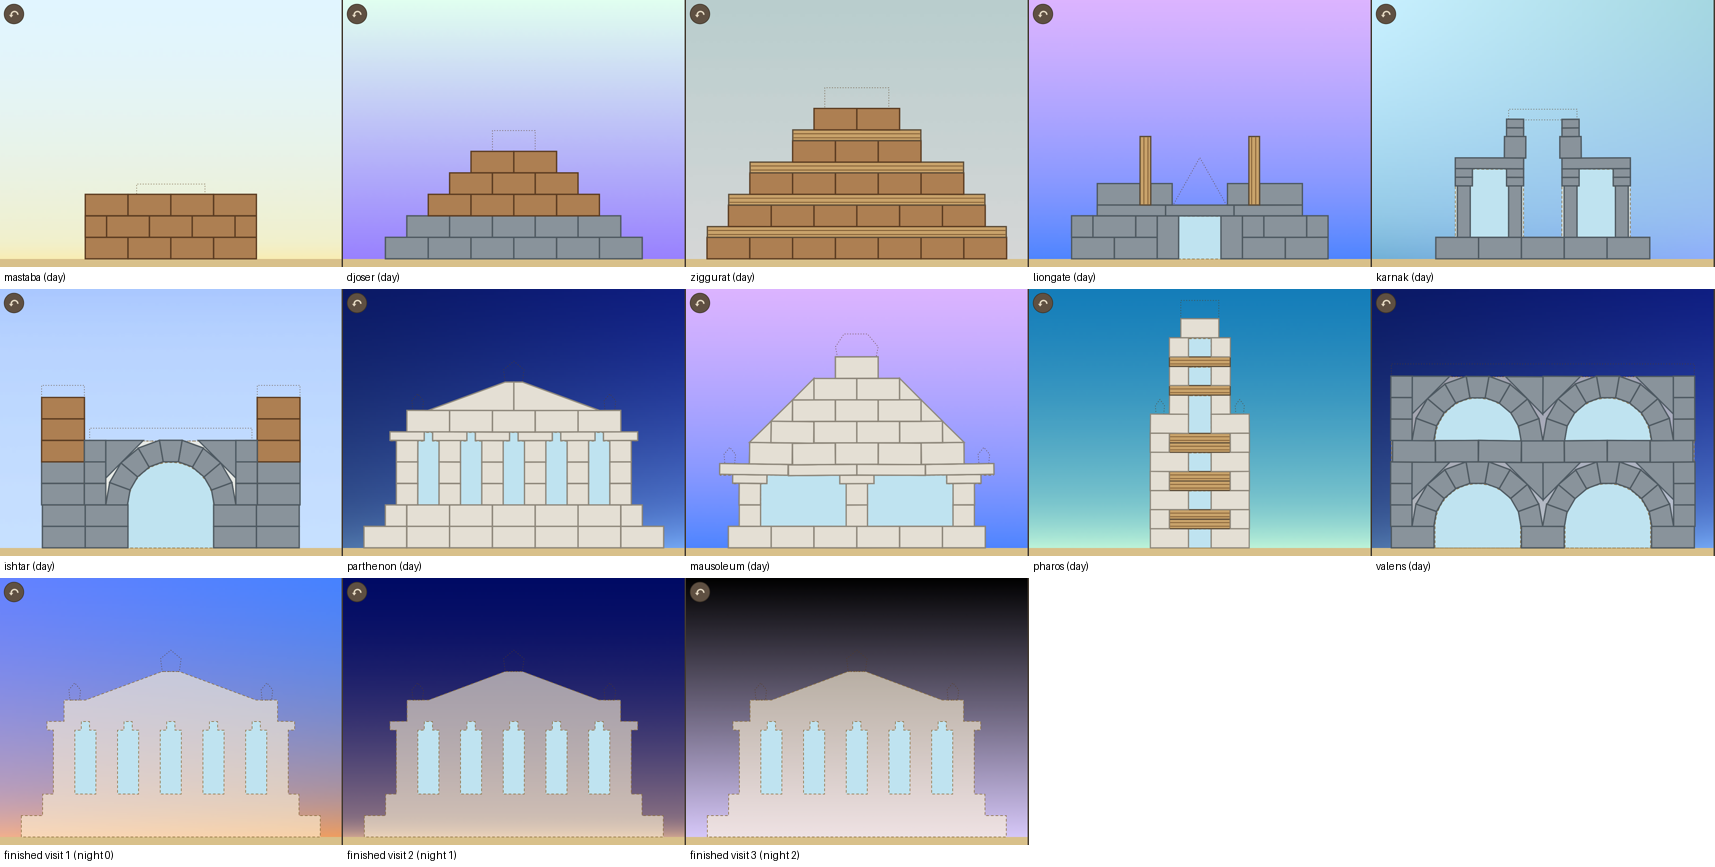 mastaba (day)
djoser (day)
ziggurat (day)
liongate (day)
karnak (day)
ishtar (day)
parthenon (day)
mausoleum (day)
pharos (day)
valens (day)
finished visit 1 (night 0)
finished visit 2 (night 1)
finished visit 3 (night 2)